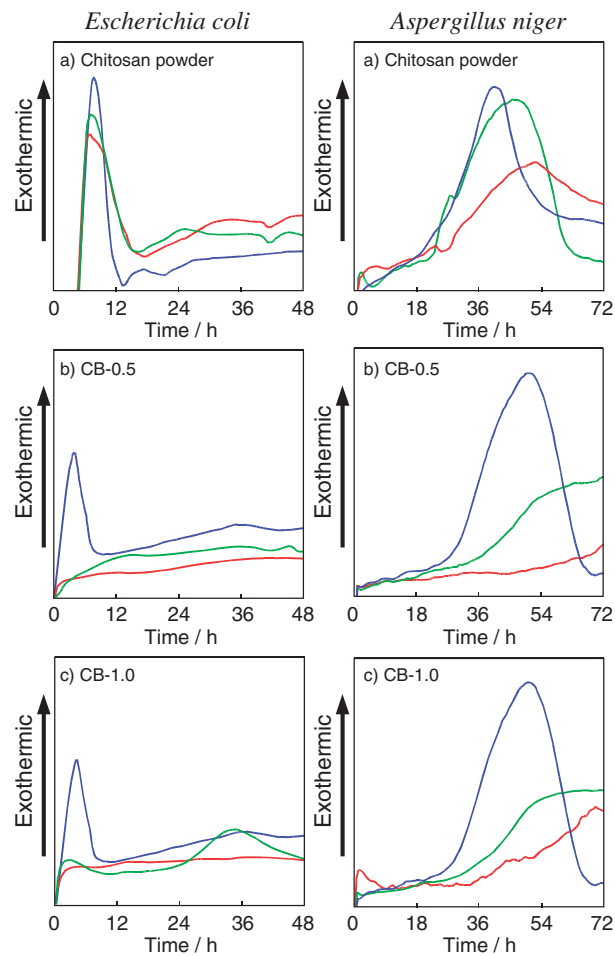 Escherichia coli
Aspergillus niger
a) Chitosan powder
Exothermic
0 12 24 36 48
Time / h
a) Chitosan powder
Exothermic
0 18 36 54 72
Time / h
b) CB-0.5
Exothermic
0 12 24 36 48
Time / h
b) CB-0.5
Exothermic
0 18 36 54 72
Time / h
c) CB-1.0
Exothermic
0 12 24 36 48
Time / h
c) CB-1.0
Exothermic
0 18 36 54 72
Time / h